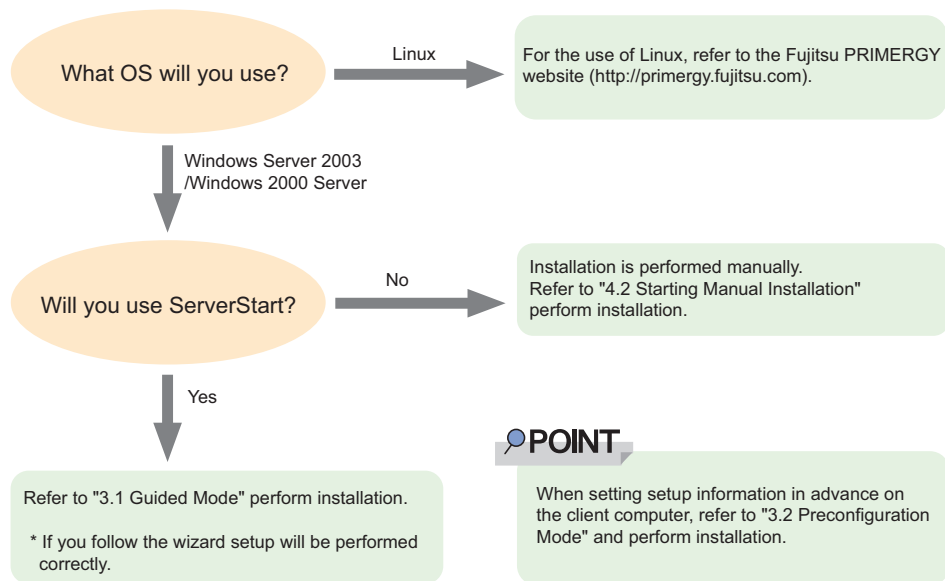 What OS will you use?
Linux
For the use of Linux, refer to the Fujitsu PRIMERGY
website (http://primergy.fujitsu.com).
Windows Server 2003
/Windows 2000 Server
Will you use ServerStart?
No
Installation is performed manually.
Refer to "4.2 Starting Manual Installation"
perform installation.
Yes
Refer to "3.1 Guided Mode" perform installation.
* If you follow the wizard setup will be performed
correctly.
POINT
When setting setup information in advance on
the client computer, refer to "3.2 Preconfiguration
Mode" and perform installation.